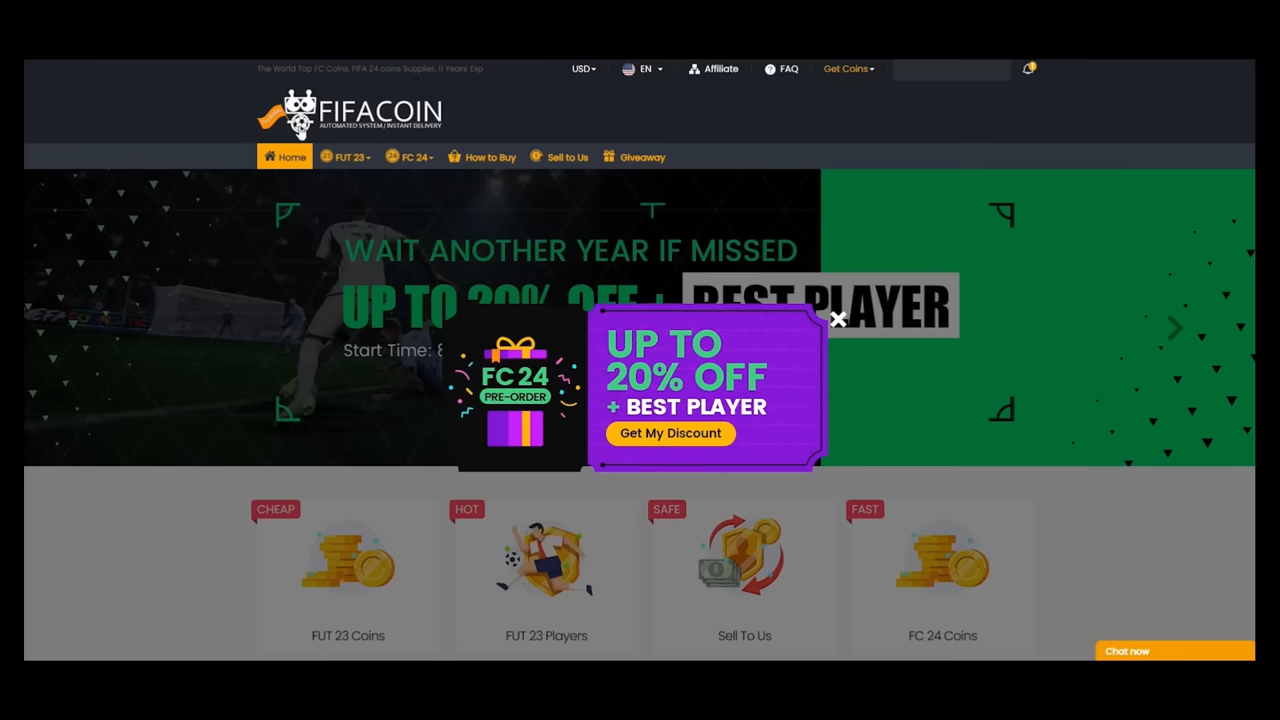 The World Top FC Coins, FIFA 24 coins Supplier. 11 Years' Exp
USD
EN
Affiliate
FAQ
Get Coins
FIFACOIN
AUTOMATED SYSTEM / INSTANT DELIVERY
Home
FUT 23
FC 24
How to Buy
Sell to Us
Giveaway
WAIT ANOTHER YEAR IF MISSED
UP TO 20% OFF + BEST PLAYER
Start Time: 8
FC 24
PRE-ORDER
UP TO
20% OFF
+ BEST PLAYER
Get My Discount
CHEAP
HOT
SAFE
FAST
FUT 23 Coins
FUT 23 Players
Sell To Us
FC 24 Coins
Chat now